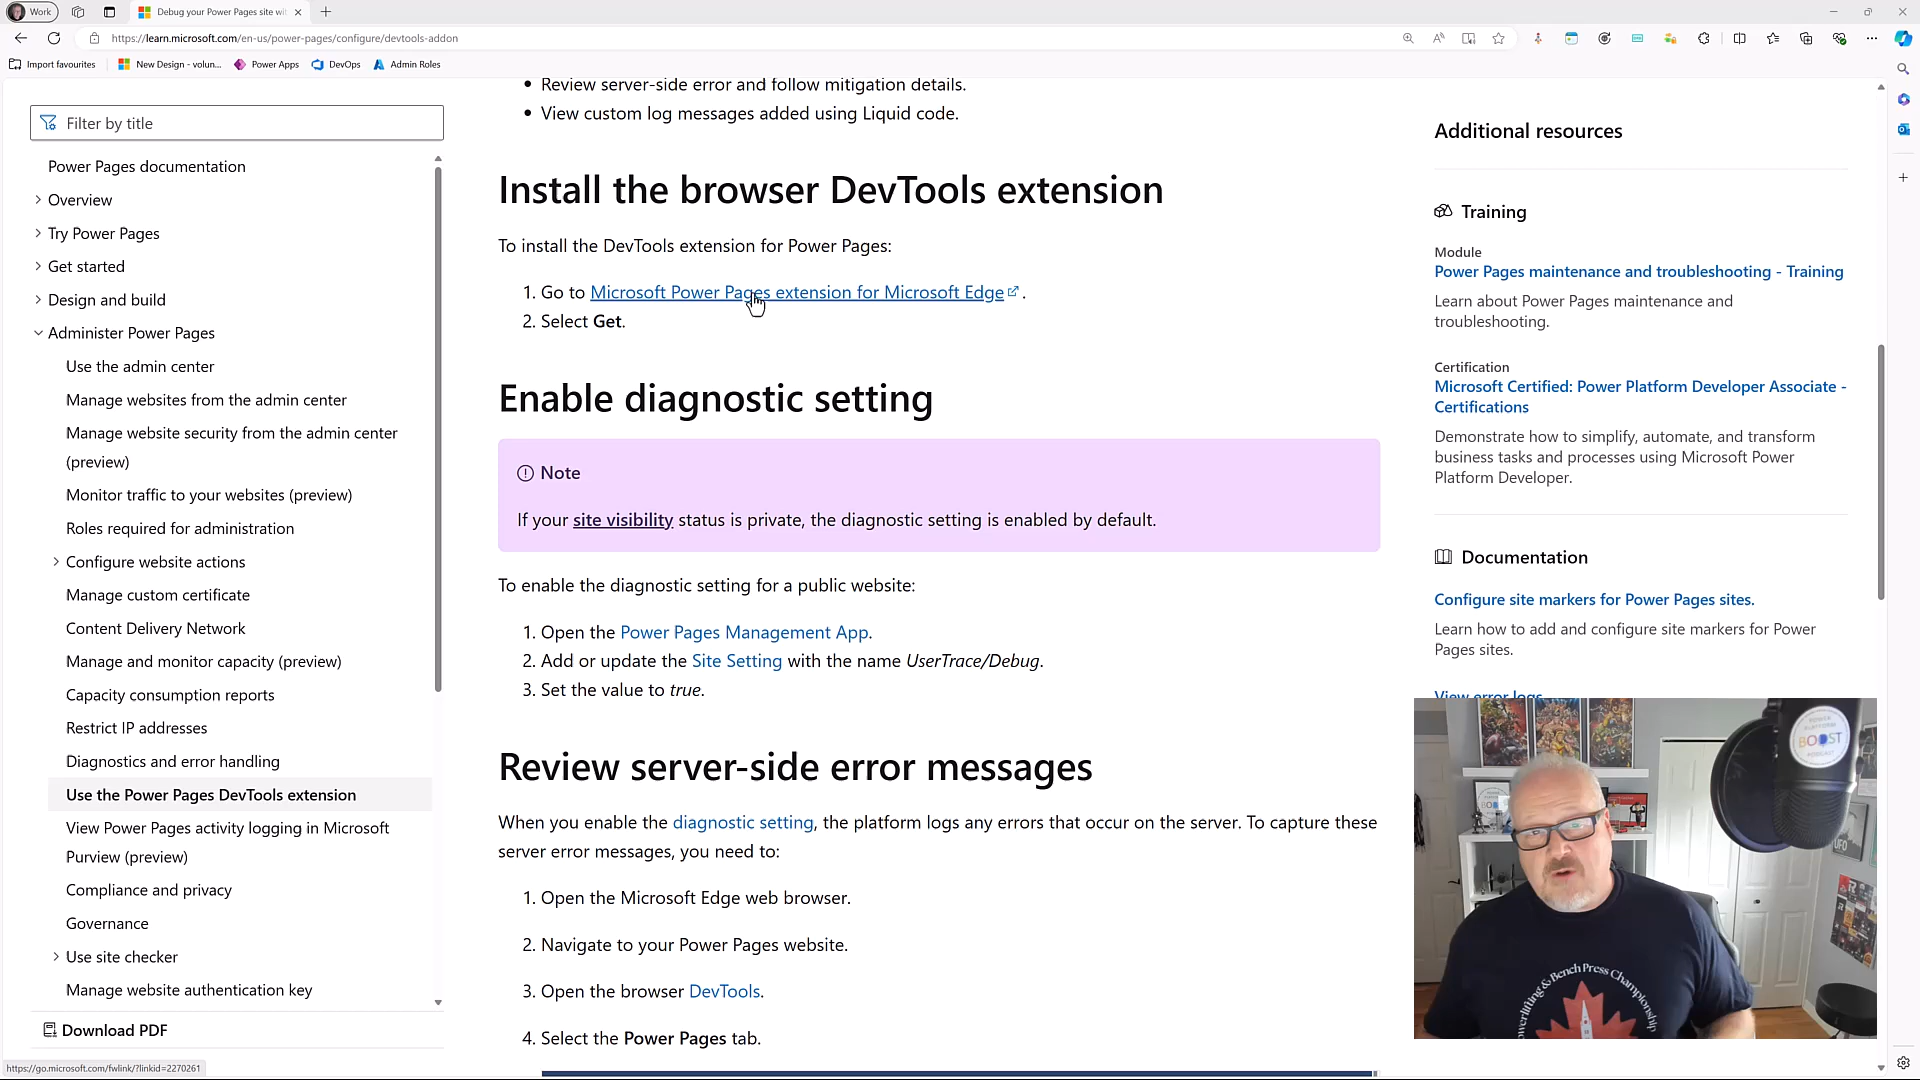 Work
Debug your Power Pages site wit
https://learn.microsoft.com/en-us/power-pages/configure/devtools-addon
Import favourites
New Design - volun...
Power Apps
DevOps
Admin Roles
Filter by title
Power Pages documentation
Overview
Try Power Pages
Get started
Design and build
Administer Power Pages
Use the admin center
Manage websites from the admin center
Manage website security from the admin center
(preview)
Monitor traffic to your websites (preview)
Roles required for administration
Configure website actions
Manage custom certificate
Content Delivery Network
Manage and monitor capacity (preview)
Capacity consumption reports
Restrict IP addresses
Diagnostics and error handling
Use the Power Pages DevTools extension
View Power Pages activity logging in Microsoft
Purview (preview)
Compliance and privacy
Governance
Use site checker
Manage website authentication key
Download PDF
https://go.microsoft.com/fwlink/?linkid=2270261
• Review server-side error and follow mitigation details.
• View custom log messages added using Liquid code.
Install the browser DevTools extension
To install the DevTools extension for Power Pages:
1. Go to Microsoft Power Pages extension for Microsoft Edge .
2. Select Get.
Enable diagnostic setting
Note
If your site visibility status is private, the diagnostic setting is enabled by default.
To enable the diagnostic setting for a public website:
1. Open the Power Pages Management App.
2. Add or update the Site Setting with the name UserTrace/Debug.
3. Set the value to true.
Review server-side error messages
When you enable the diagnostic setting, the platform logs any errors that occur on the server. To capture these
server error messages, you need to:
1. Open the Microsoft Edge web browser.
2. Navigate to your Power Pages website.
3. Open the browser DevTools.
4. Select the Power Pages tab.
Additional resources
Training
Module
Power Pages maintenance and troubleshooting - Training
Learn about Power Pages maintenance and
troubleshooting.
Certification
Microsoft Certified: Power Platform Developer Associate -
Certifications
Demonstrate how to simplify, automate, and transform
business tasks and processes using Microsoft Power
Platform Developer.
Documentation
Configure site markers for Power Pages sites.
Learn how to add and configure site markers for Power
Pages sites.
View error logs
POWER PLATFORM
BOOST
PODCAST
UFO
& Bench Press Championship